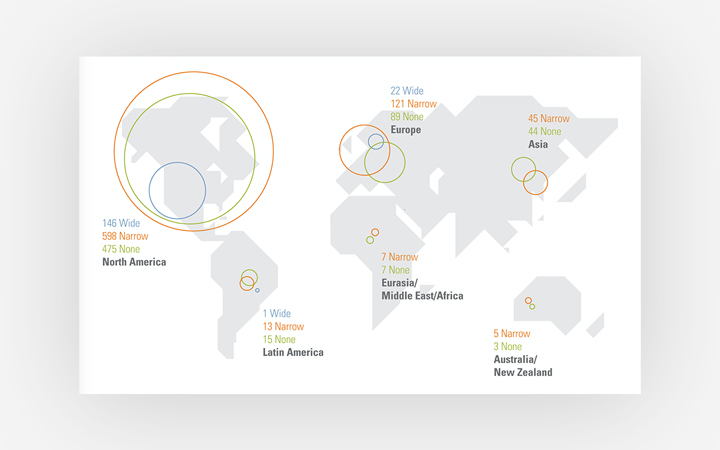 22 Wide
121 Narrow
89 None
Europe
45 Narrow
44 None
Asia
146 Wide
598 Narrow
475 None
North America
7 Narrow
7 None
Eurasia/
Middle East/Africa
1 Wide
13 Narrow
15 None
Latin America
5 Narrow
3 None
Australia/
New Zealand